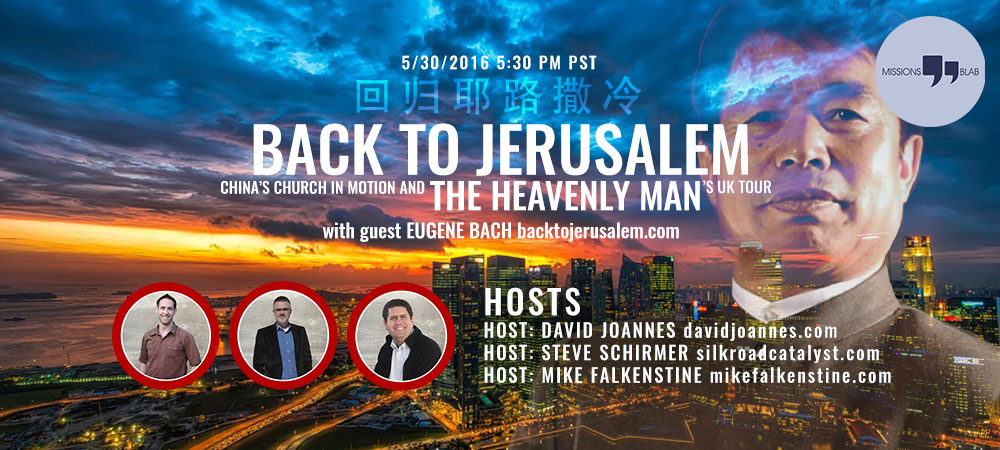 5/30/2016 5:30 PM PST
回归耶路撒冷
BACK TO JERUSALEM
CHINA'S CHURCH IN MOTION AND THE HEAVENLY MAN'S UK TOUR
with guest EUGENE BACH backtojerusalem.com
MISSIONS BLAB
HOSTS
HOST: DAVID JOANNES davidjoannes.com
HOST: STEVE SCHIRMER silkroadcatalyst.com
HOST: MIKE FALKENSTINE mikefalkenstine.com